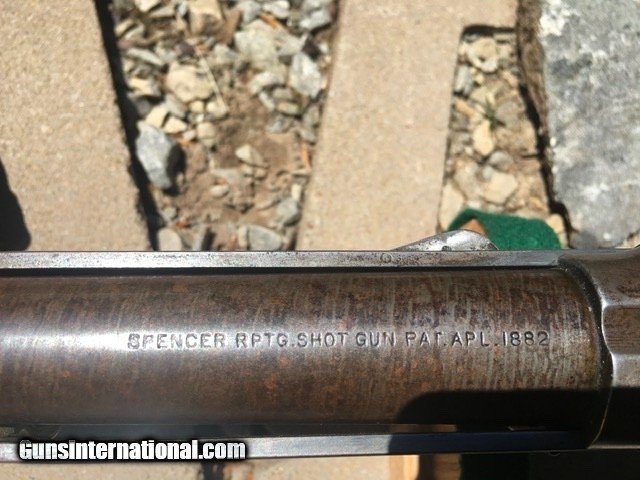 SPENCER RPTG. SHOT GUN PAT. APL. 1882
GunsInternational.com